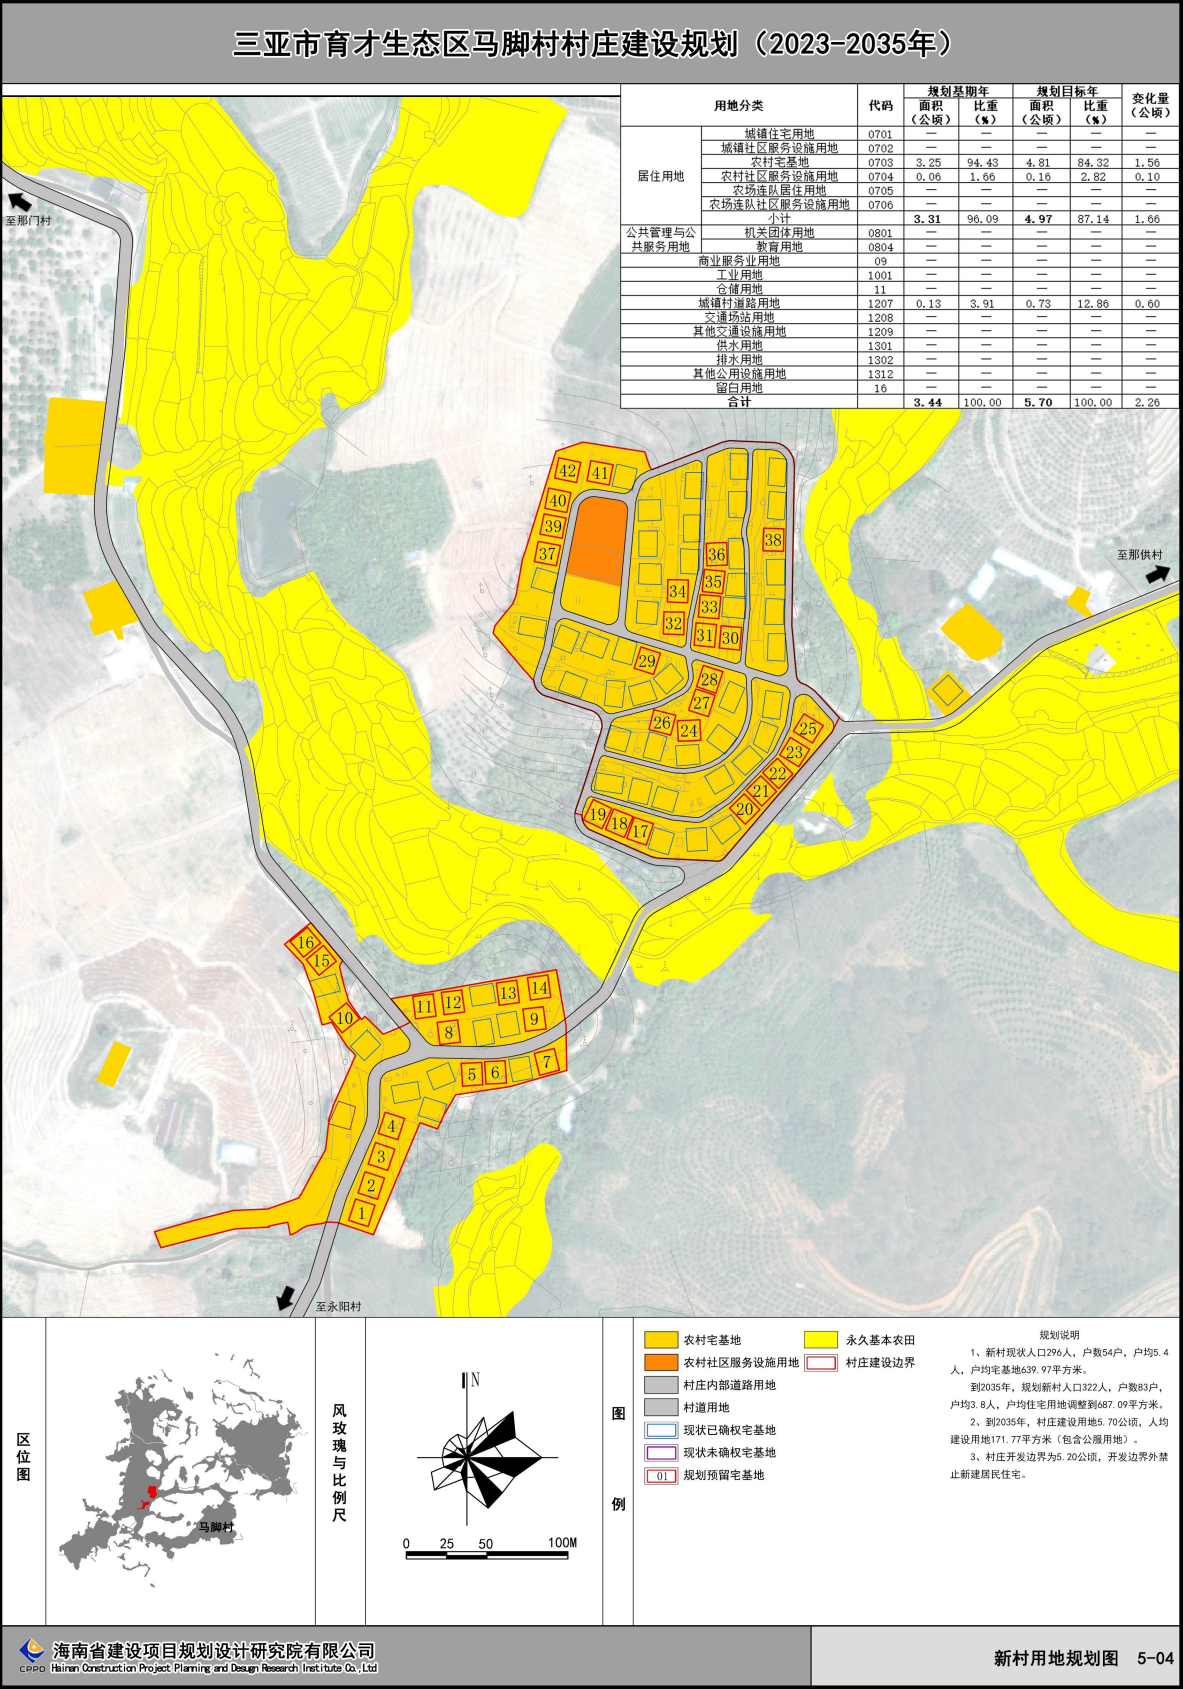 三亚市育才生态区马脚村村庄建设规划（2023-2035年）
用地分类 代码 规划基期年 规划目标年 变化量（公顷）
面积（公顷） 比重（%） 面积（公顷） 比重（%）
居住用地
城镇住宅用地 0701 — — — — —
城镇社区服务设施用地 0702 — — — — —
农村宅基地 0703 3.25 94.43 4.81 84.32 1.56
农村社区服务设施用地 0704 0.06 1.66 0.16 2.82 0.10
农场连队居住用地 0705 — — — — —
农场连队社区服务设施用地 0706 — — — — —
小计 3.31 96.09 4.97 87.14 1.66
公共管理与公共服务用地
机关团体用地 0801 — — — — —
教育用地 0804 — — — — —
商业服务业用地 09 — — — — —
工业用地 1001 — — — — —
仓储用地 11 — — — — —
城镇村道路用地 1207 0.13 3.91 0.73 12.86 0.60
交通场站用地 1208 — — — — —
其他交通设施用地 1209 — — — — —
供水用地 1301 — — — — —
排水用地 1302 — — — — —
其他公用设施用地 1312 — — — — —
留白用地 16 — — — — —
合计 3.44 100.00 5.70 100.00 2.26
至那门村
至那供村
至永阳村
42
41
40
39
37
38
36
35
34
33
32
31
30
29
28
27
26
24
25
23
22
21
20
19
18
17
16
15
10
11
12
13
14
8
9
5
6
7
4
3
2
1
区位图
马脚村
风玫瑰与比例尺
N
0 25 50 100M
图例
农村宅基地
农村社区服务设施用地
村庄内部道路用地
村道用地
现状已确权宅基地
现状未确权宅基地
01 规划预留宅基地
永久基本农田
村庄建设边界
规划说明
1、新村现状人口296人，户数54户，户均5.4
人，户均宅基地639.97平方米。
到2035年，规划新村人口322人，户数83户，
户均3.8人，户均住宅用地调整到687.09平方米。
2、到2035年，村庄建设用地5.70公顷，人均
建设用地171.77平方米（包含公服用地）。
3、村庄开发边界为5.20公顷，开发边界外禁
止新建居民住宅。
CPPD
海南省建设项目规划设计研究院有限公司
Hainan Construction Project Planning and Desugn Research Institute Co.,Ltd
新村用地规划图 5-04